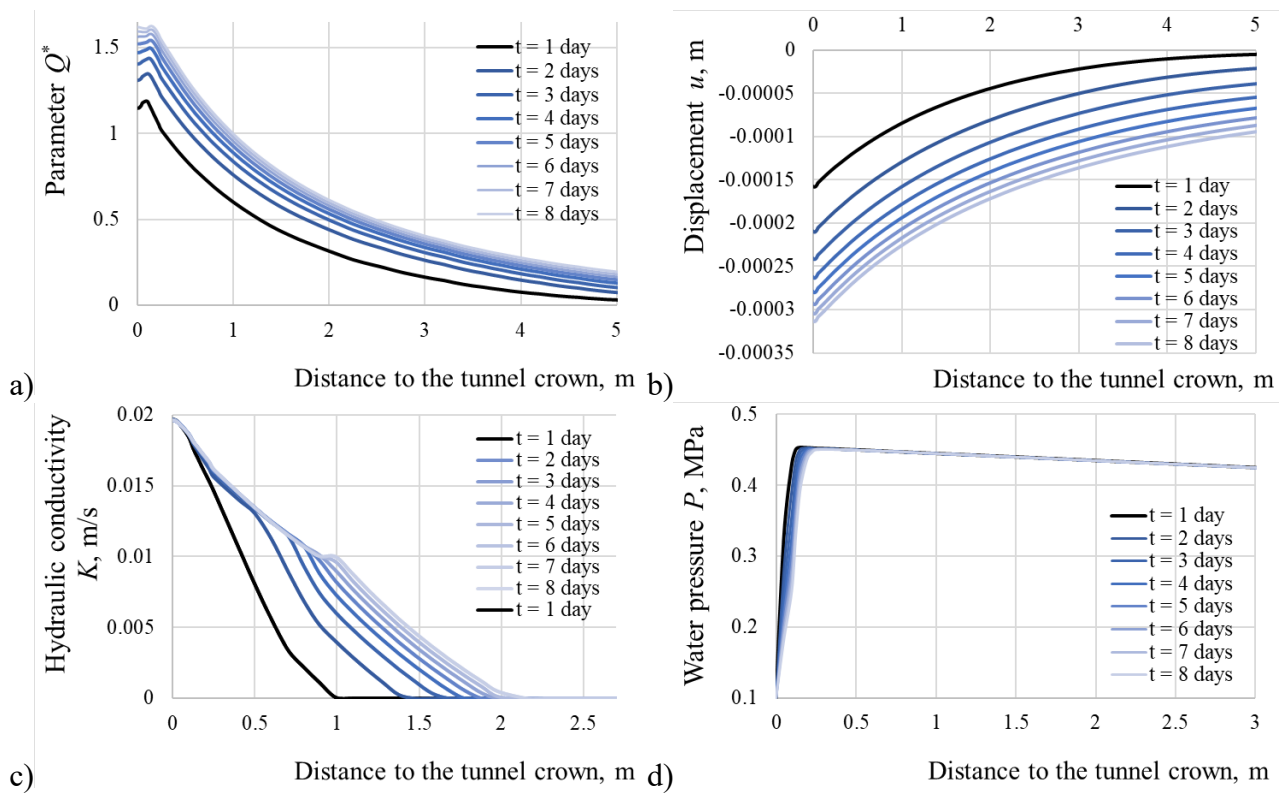 Parameter Q*
1.5
1
0.5
0
0 1 2 3 4 5
t = 1 day
t = 2 days
t = 3 days
t = 4 days
t = 5 days
t = 6 days
t = 7 days
t = 8 days
Distance to the tunnel crown, m
a)
0 1 2 3 4 5
Displacement u, m
0
-0.00005
-0.0001
-0.00015
-0.0002
-0.00025
-0.0003
-0.00035
t = 1 day
t = 2 days
t = 3 days
t = 4 days
t = 5 days
t = 6 days
t = 7 days
t = 8 days
Distance to the tunnel crown, m
b)
Hydraulic conductivity
K, m/s
0.02
0.015
0.01
0.005
0
0 0.5 1 1.5 2 2.5
t = 1 day
t = 2 days
t = 3 days
t = 4 days
t = 5 days
t = 6 days
t = 7 days
t = 8 days
t = 1 day
Distance to the tunnel crown, m
c)
Water pressure P, MPa
0.5
0.4
0.3
0.2
0.1
0 0.5 1 1.5 2 2.5 3
t = 1 day
t = 2 days
t = 3 days
t = 4 days
t = 5 days
t = 6 days
t = 7 days
t = 8 days
Distance to the tunnel crown, m
d)